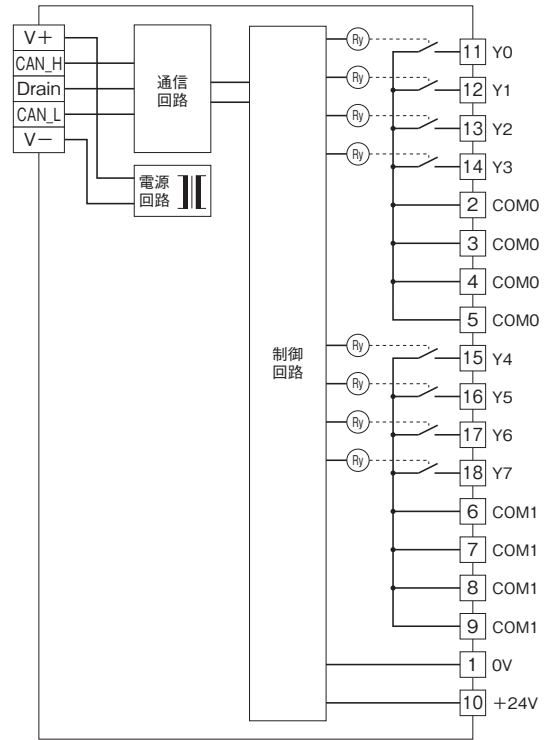 V+
CAN_H
Drain
CAN_L
V−
通信
回路
電源
回路
制御
回路
Ry
11 Y0
Ry
12 Y1
Ry
13 Y2
Ry
14 Y3
2 COM0
3 COM0
4 COM0
5 COM0
Ry
15 Y4
Ry
16 Y5
Ry
17 Y6
Ry
18 Y7
6 COM1
7 COM1
8 COM1
9 COM1
1 0V
10 +24V